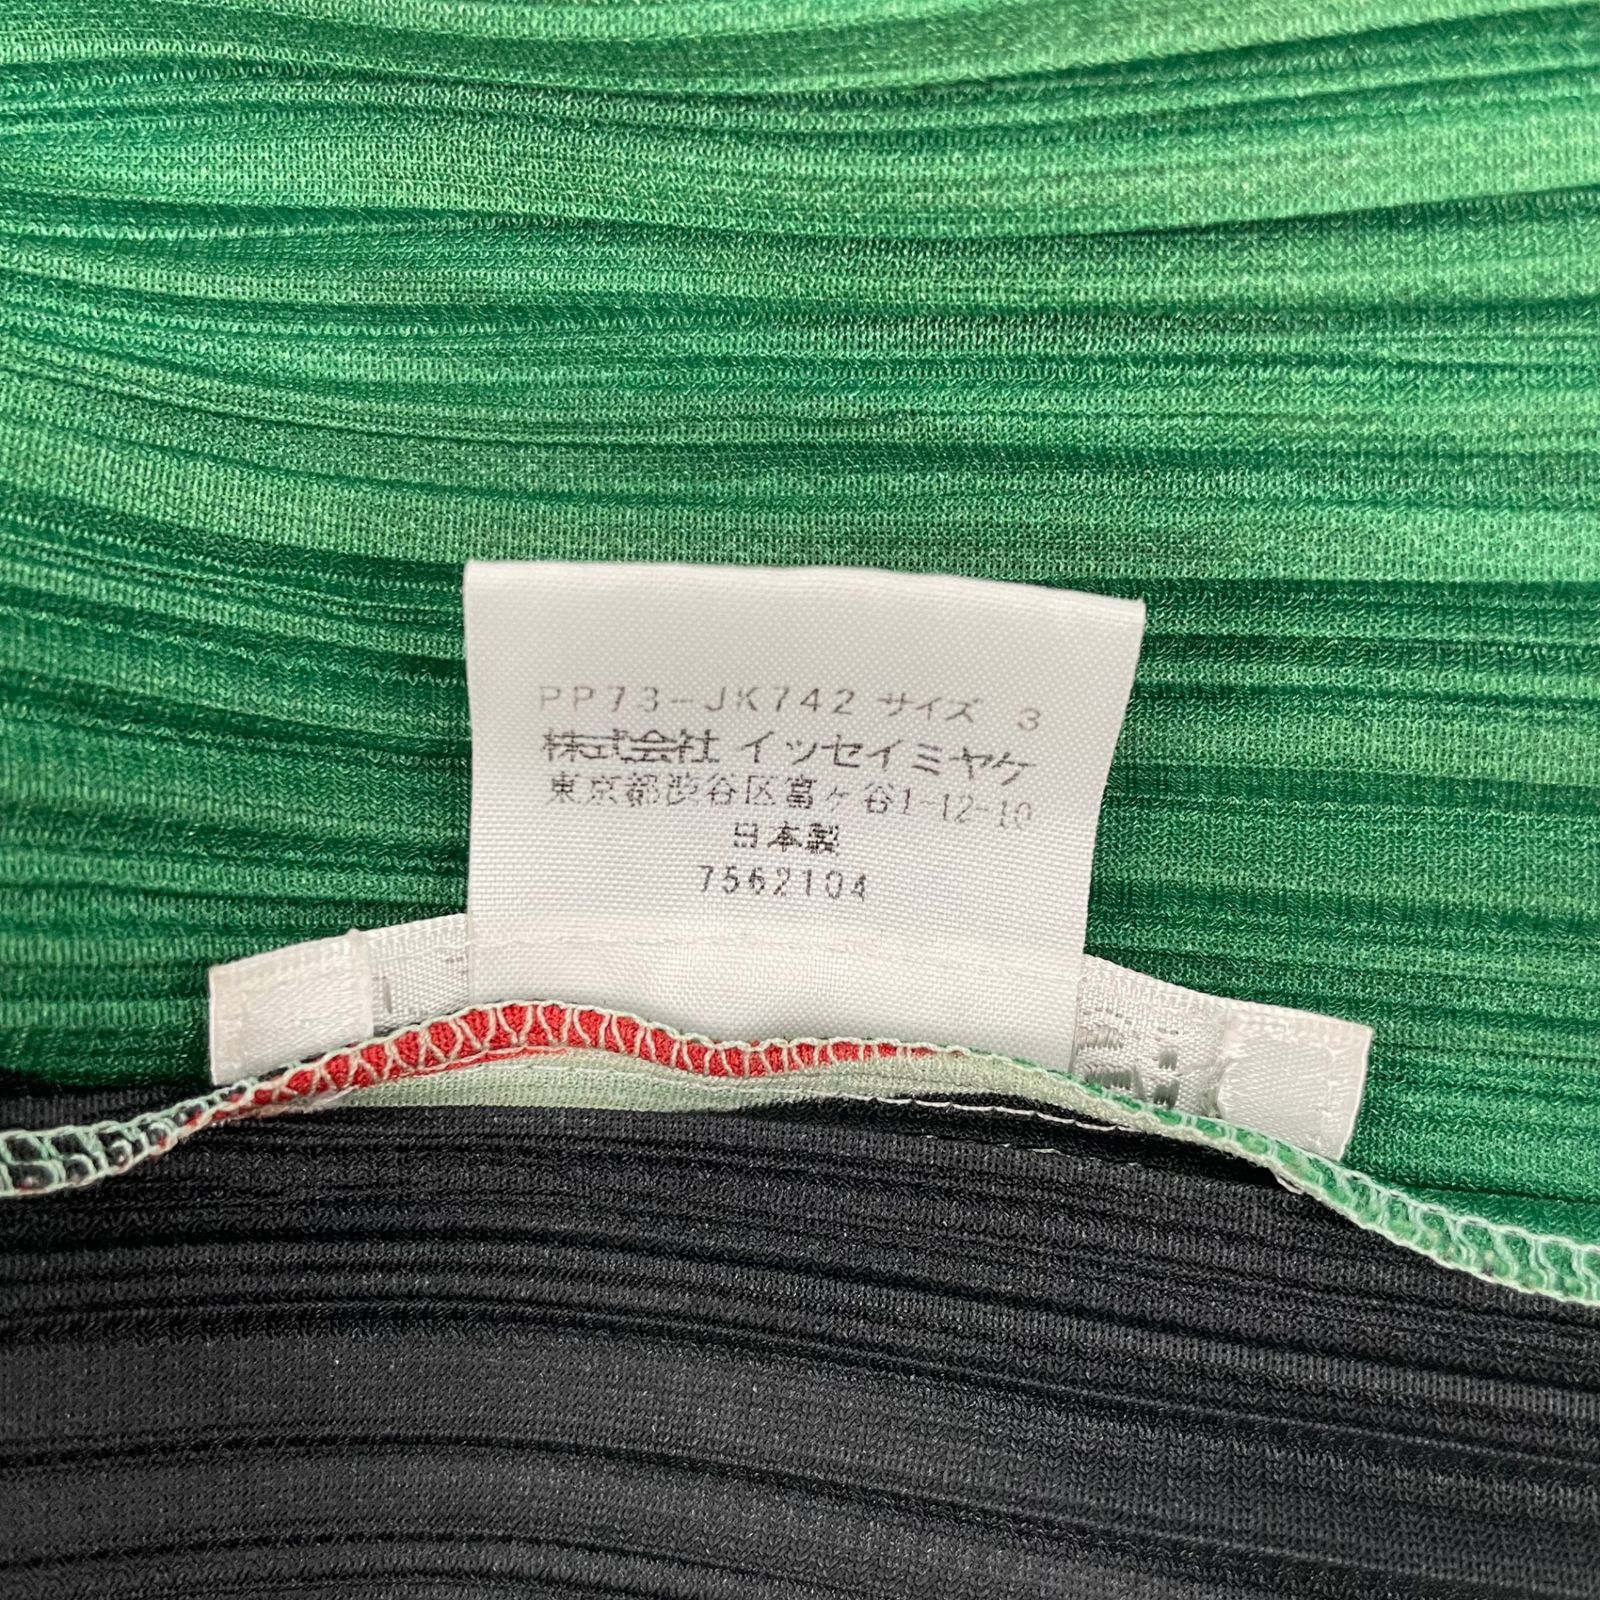 PP73-JK742 サイズ 3
株式会社 イッセイミヤケ
東京都渋谷区富ヶ谷1-12-10
日本製
7562104